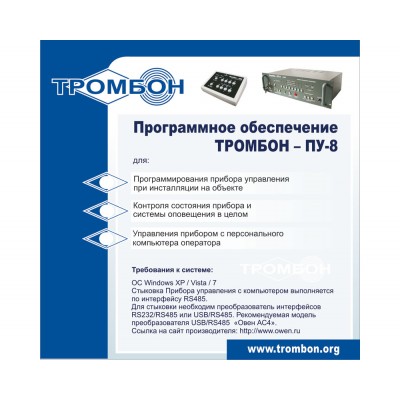 ТРОМБОН
Программное обеспечение
ТРОМБОН – ПУ-8
для:
Программирования прибора управления
при инсталляции на объекте
Контроля состояния прибора и
системы оповещения в целом
Управления прибором с персонального
компьютера оператора
ТРОМБОН
Требования к системе:
ОС Windows XP / Vista / 7
Стыковка Прибора управления с компьютером выполняется
по интерфейсу RS485.
Для стыковки необходим преобразователь интерфейсов
RS232/RS485 или USB/RS485. Рекомендуемая модель
преобразователя USB/RS485 «Овен АС4».
Ссылка на сайт производителя: http://www.owen.ru
www.trombon.org